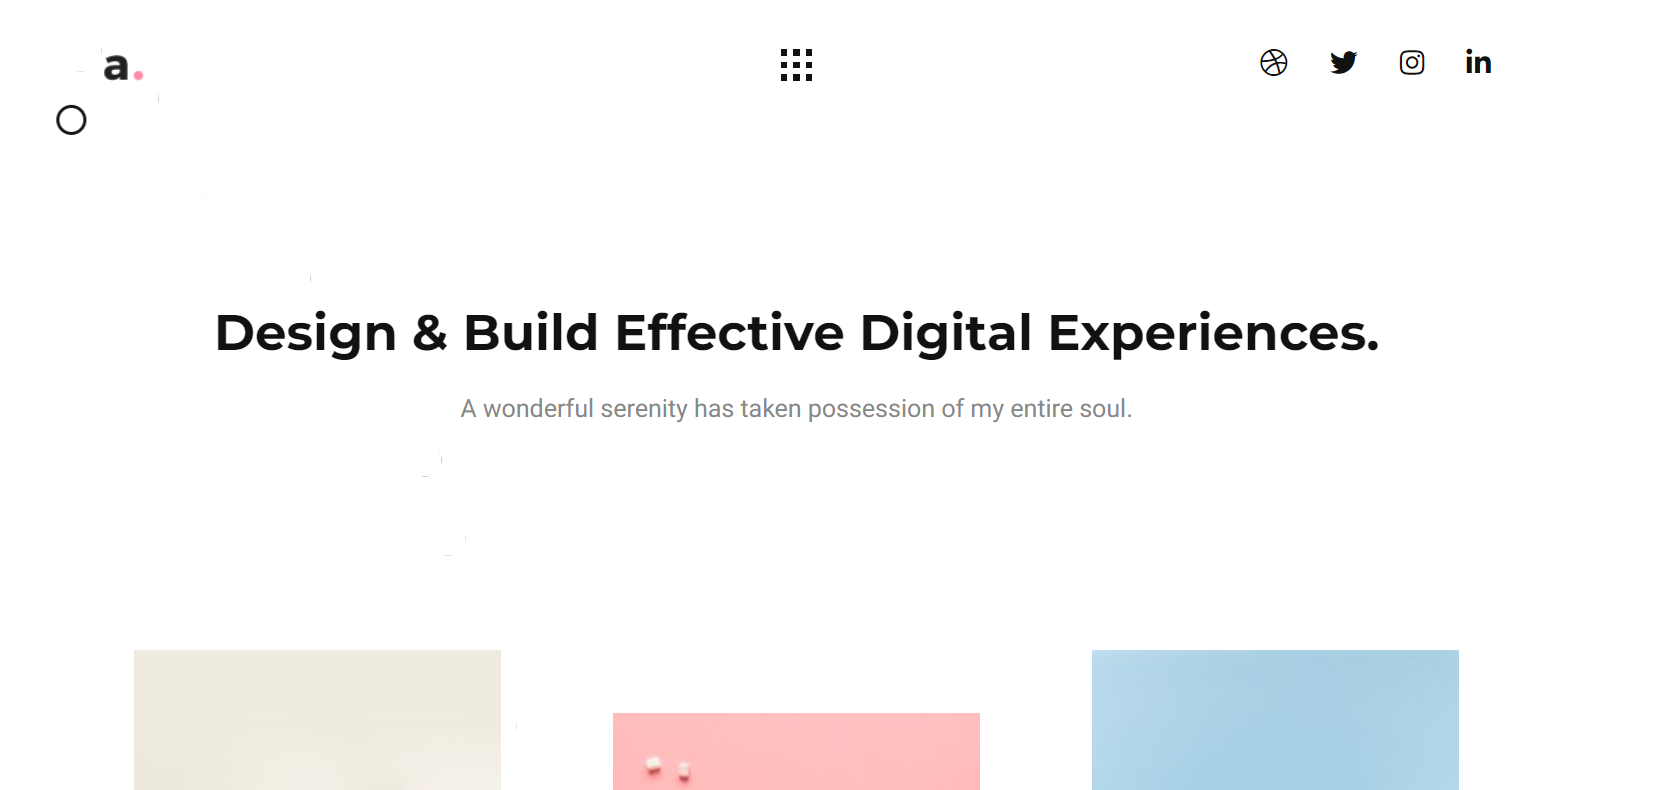 a.
in
Design & Build Effective Digital Experiences.
A wonderful serenity has taken possession of my entire soul.